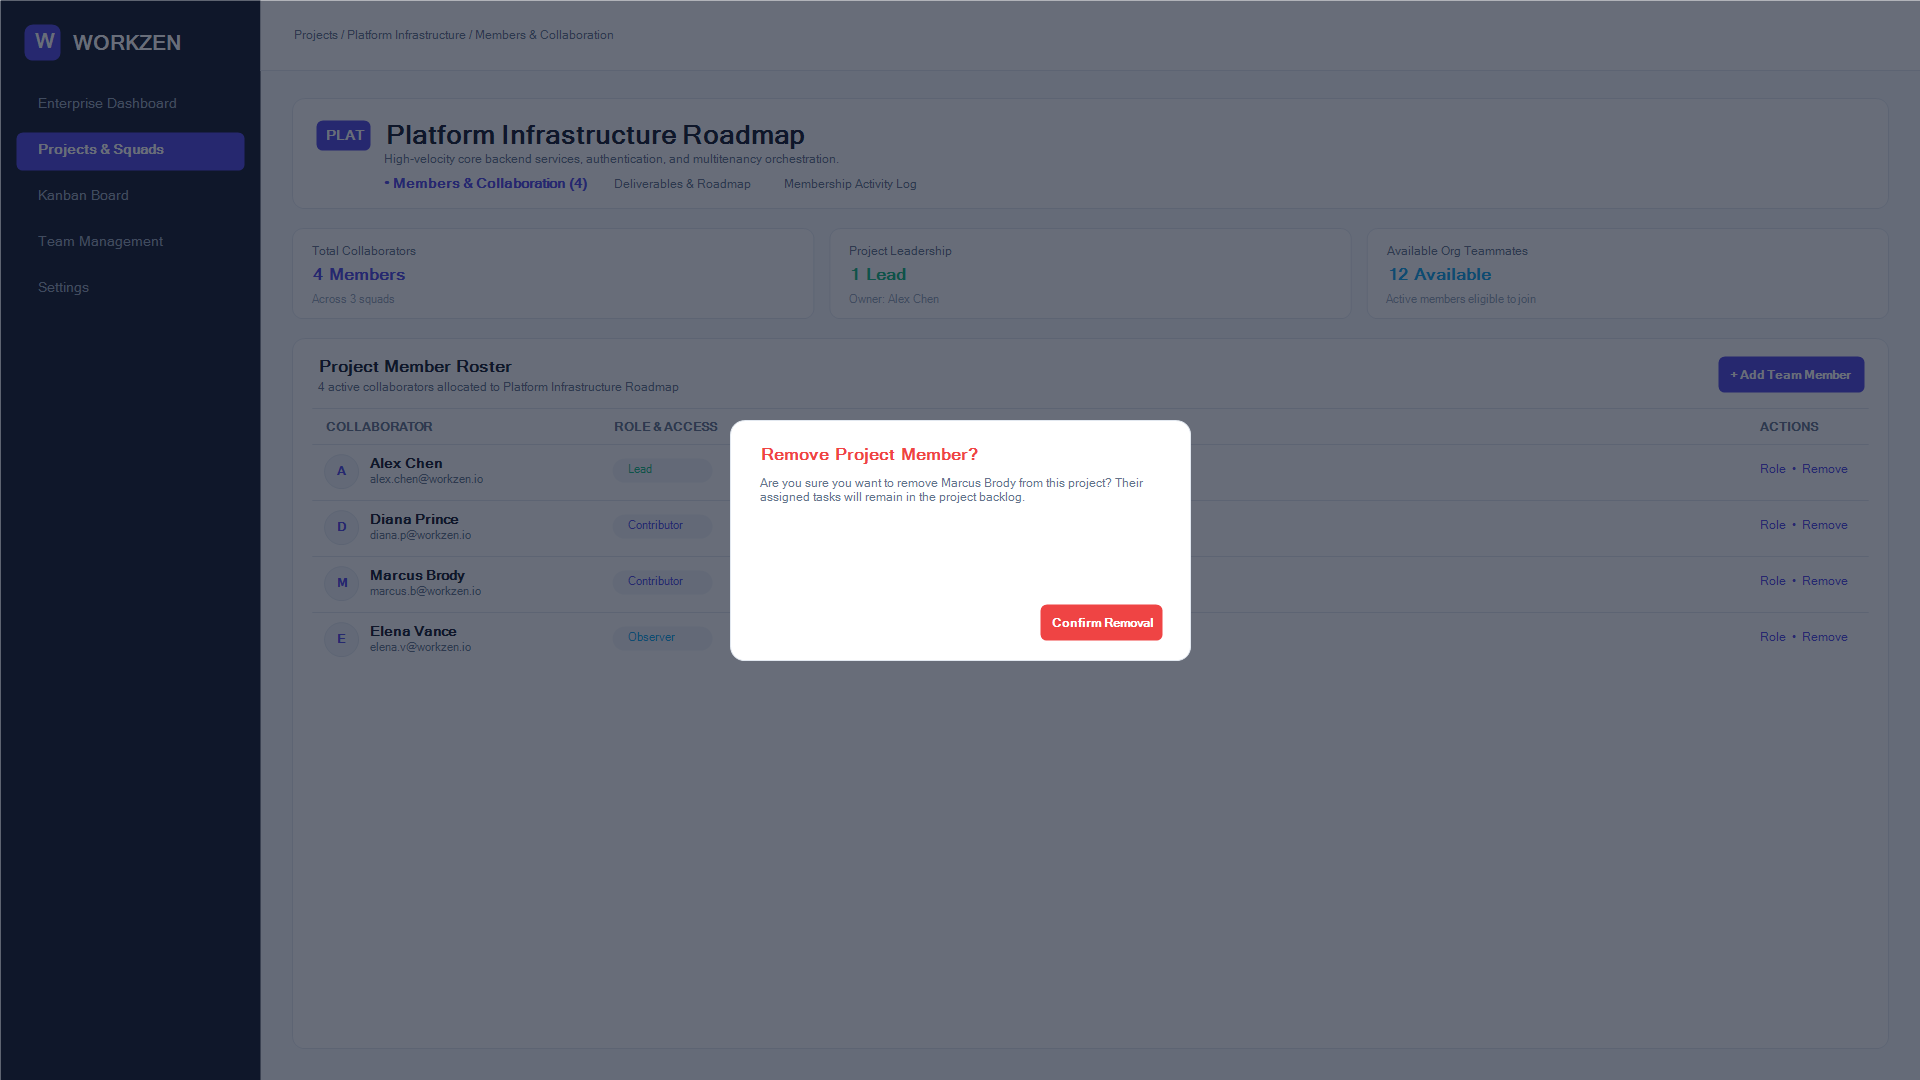 W WORKZEN
Projects / Platform Infrastructure / Members & Collaboration
Enterprise Dashboard
Projects & Squads
Kanban Board
Team Management
Settings
PLAT Platform Infrastructure Roadmap
High-velocity core backend services, authentication, and multitenancy orchestration.
• Members & Collaboration (4) Deliverables & Roadmap Membership Activity Log
Total Collaborators
4 Members
Across 3 squads
Project Leadership
1 Lead
Owner: Alex Chen
Available Org Teammates
12 Available
Active members eligible to join
Project Member Roster
4 active collaborators allocated to Platform Infrastructure Roadmap
+ Add Team Member
COLLABORATOR ROLE & ACCESS ACTIONS
A Alex Chen Lead Role • Remove
alex.chen@workzen.io
D Diana Prince Contributor Role • Remove
diana.p@workzen.io
M Marcus Brody Contributor Role • Remove
marcus.b@workzen.io
E Elena Vance Observer Role • Remove
elena.v@workzen.io
Remove Project Member?
Are you sure you want to remove Marcus Brody from this project? Their
assigned tasks will remain in the project backlog.
Confirm Removal